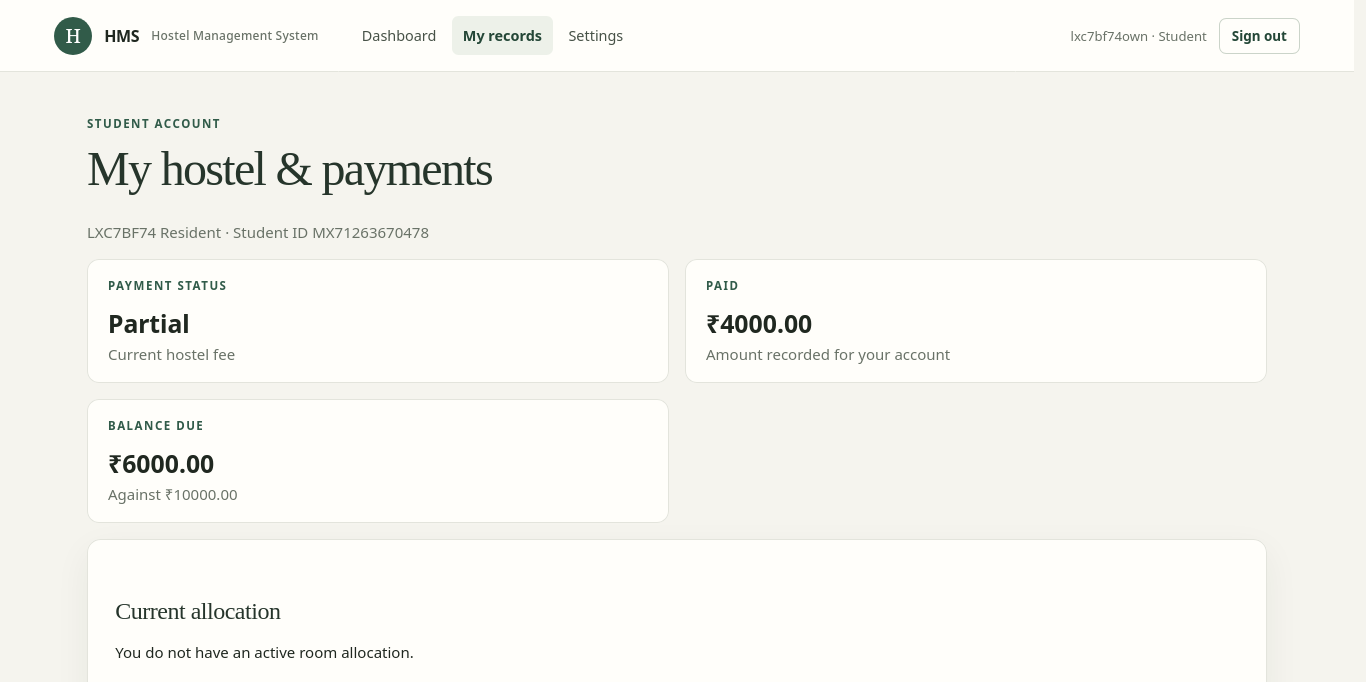 H HMS Hostel Management System Dashboard My records Settings lxc7bf74own · Student Sign out
STUDENT ACCOUNT
My hostel & payments
LXC7BF74 Resident · Student ID MX71263670478
PAYMENT STATUS
Partial
Current hostel fee
PAID
₹4000.00
Amount recorded for your account
BALANCE DUE
₹6000.00
Against ₹10000.00
Current allocation
You do not have an active room allocation.